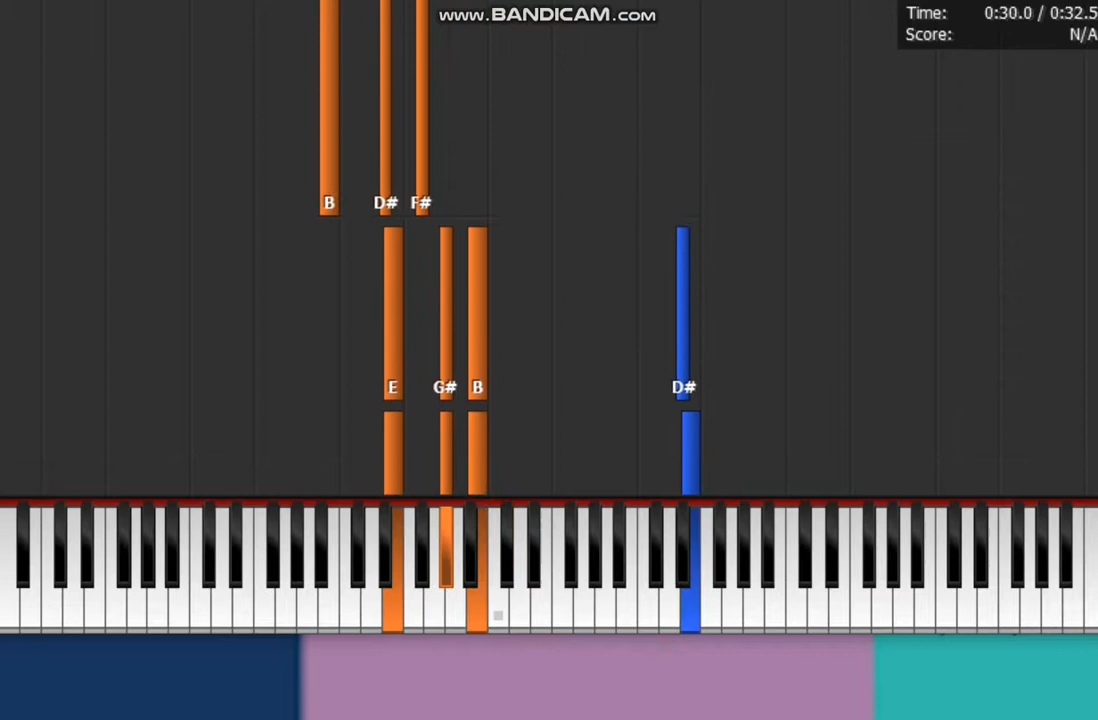 www.BANDICAM.com
Time: 0:30.0 / 0:32.5
Score: N/A
B D# F#
E G# B D#